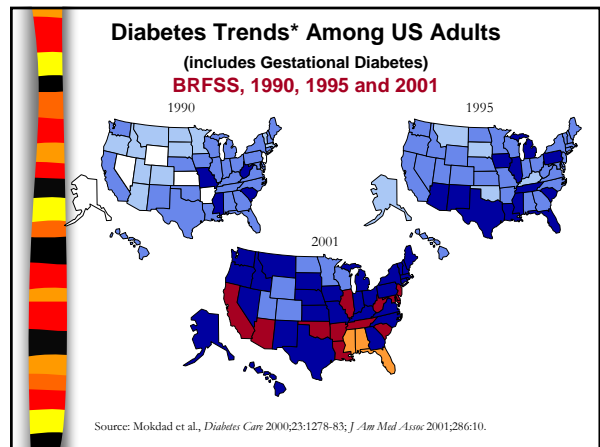 Diabetes Trends* Among US Adults
(includes Gestational Diabetes)
BRFSS, 1990, 1995 and 2001
1990
1995
2001
Source: Mokdad et al., Diabetes Care 2000;23:1278-83; J Am Med Assoc 2001;286:10.